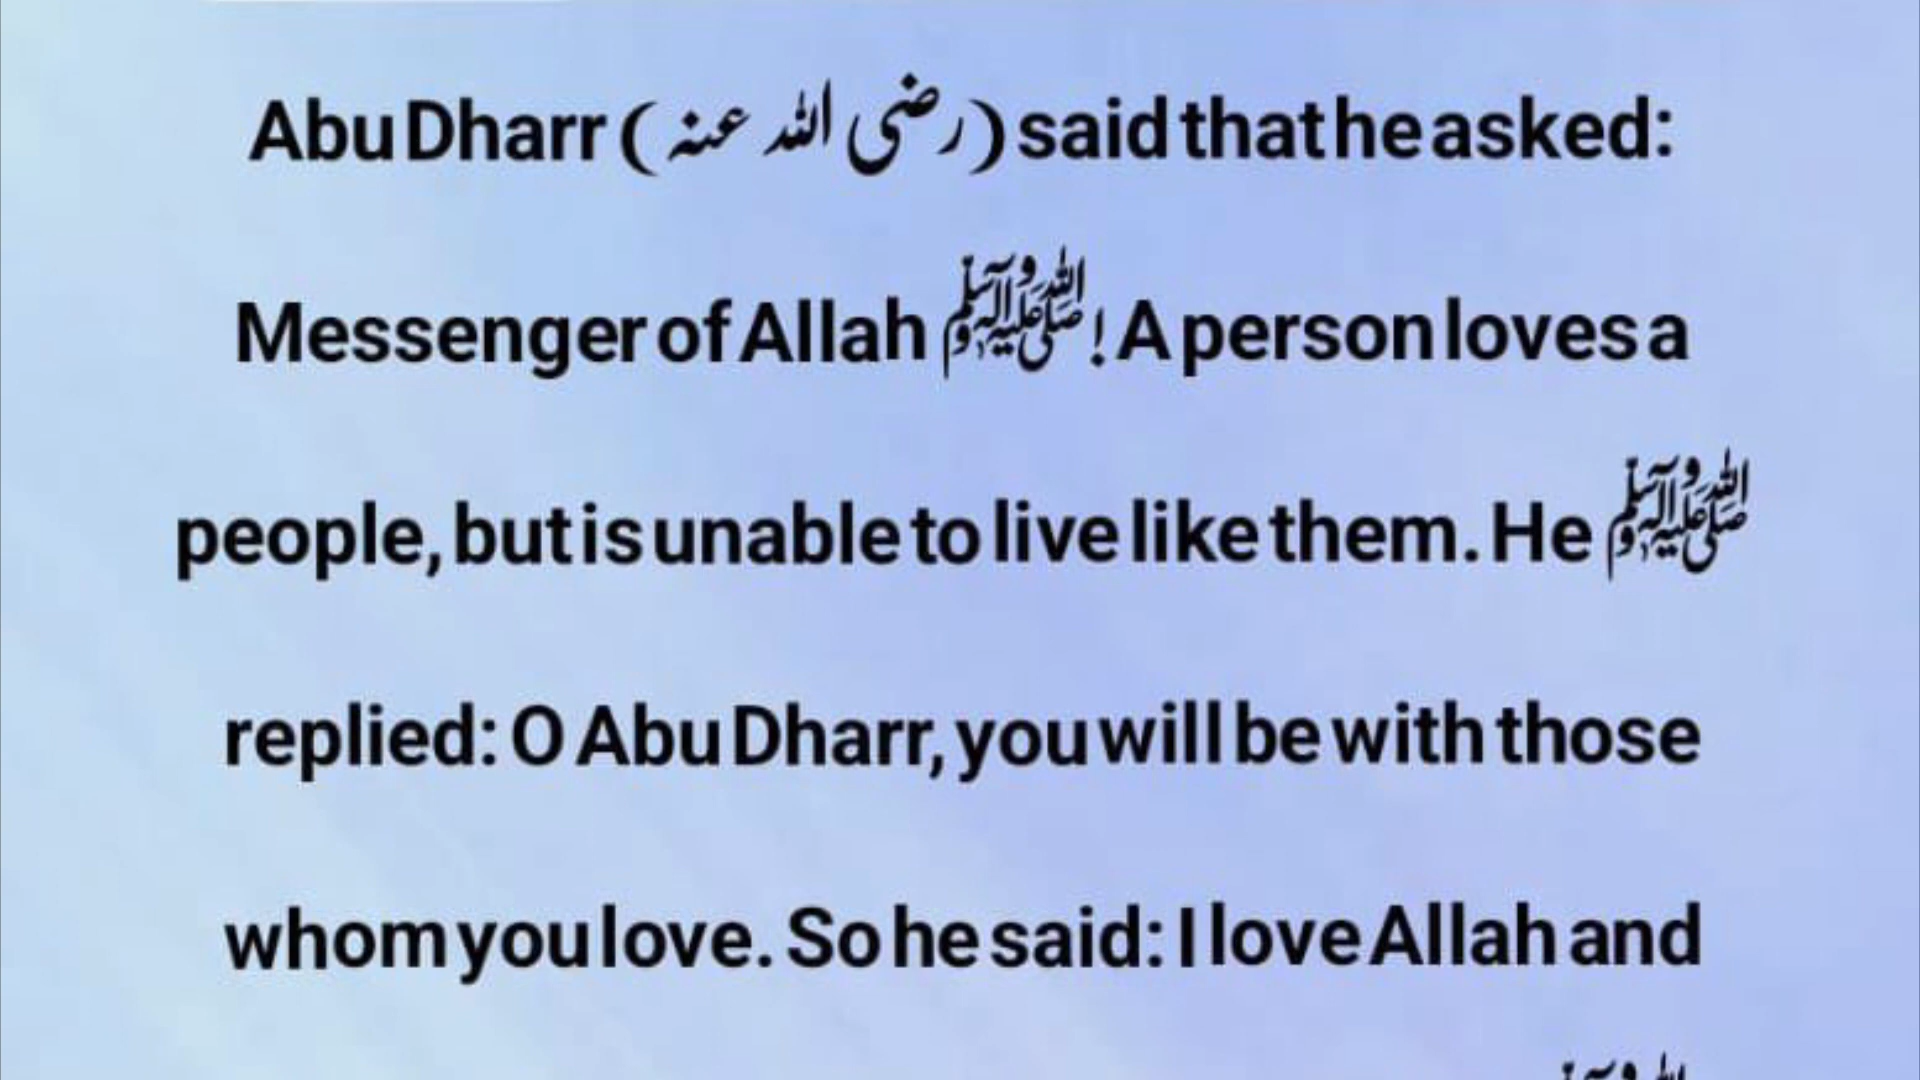 Abu Dharr (رضی اللہ عنہ) said that he asked:
Messenger of Allah ﷺ! A person loves a
people, but is unable to live like them. He ﷺ
replied: O Abu Dharr, you will be with those
whom you love. So he said: I love Allah and